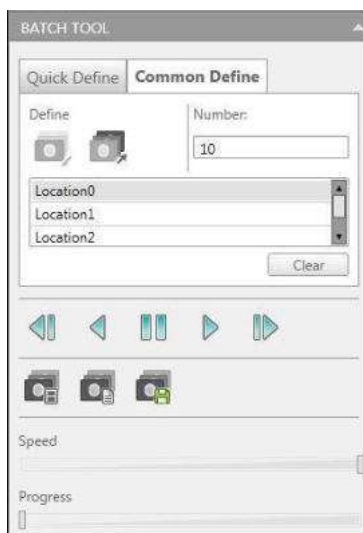 BATCH TOOL
Quick Define
Common Define
Define
Number:
10
Location0
Location1
Location2
Clear
Speed
Progress